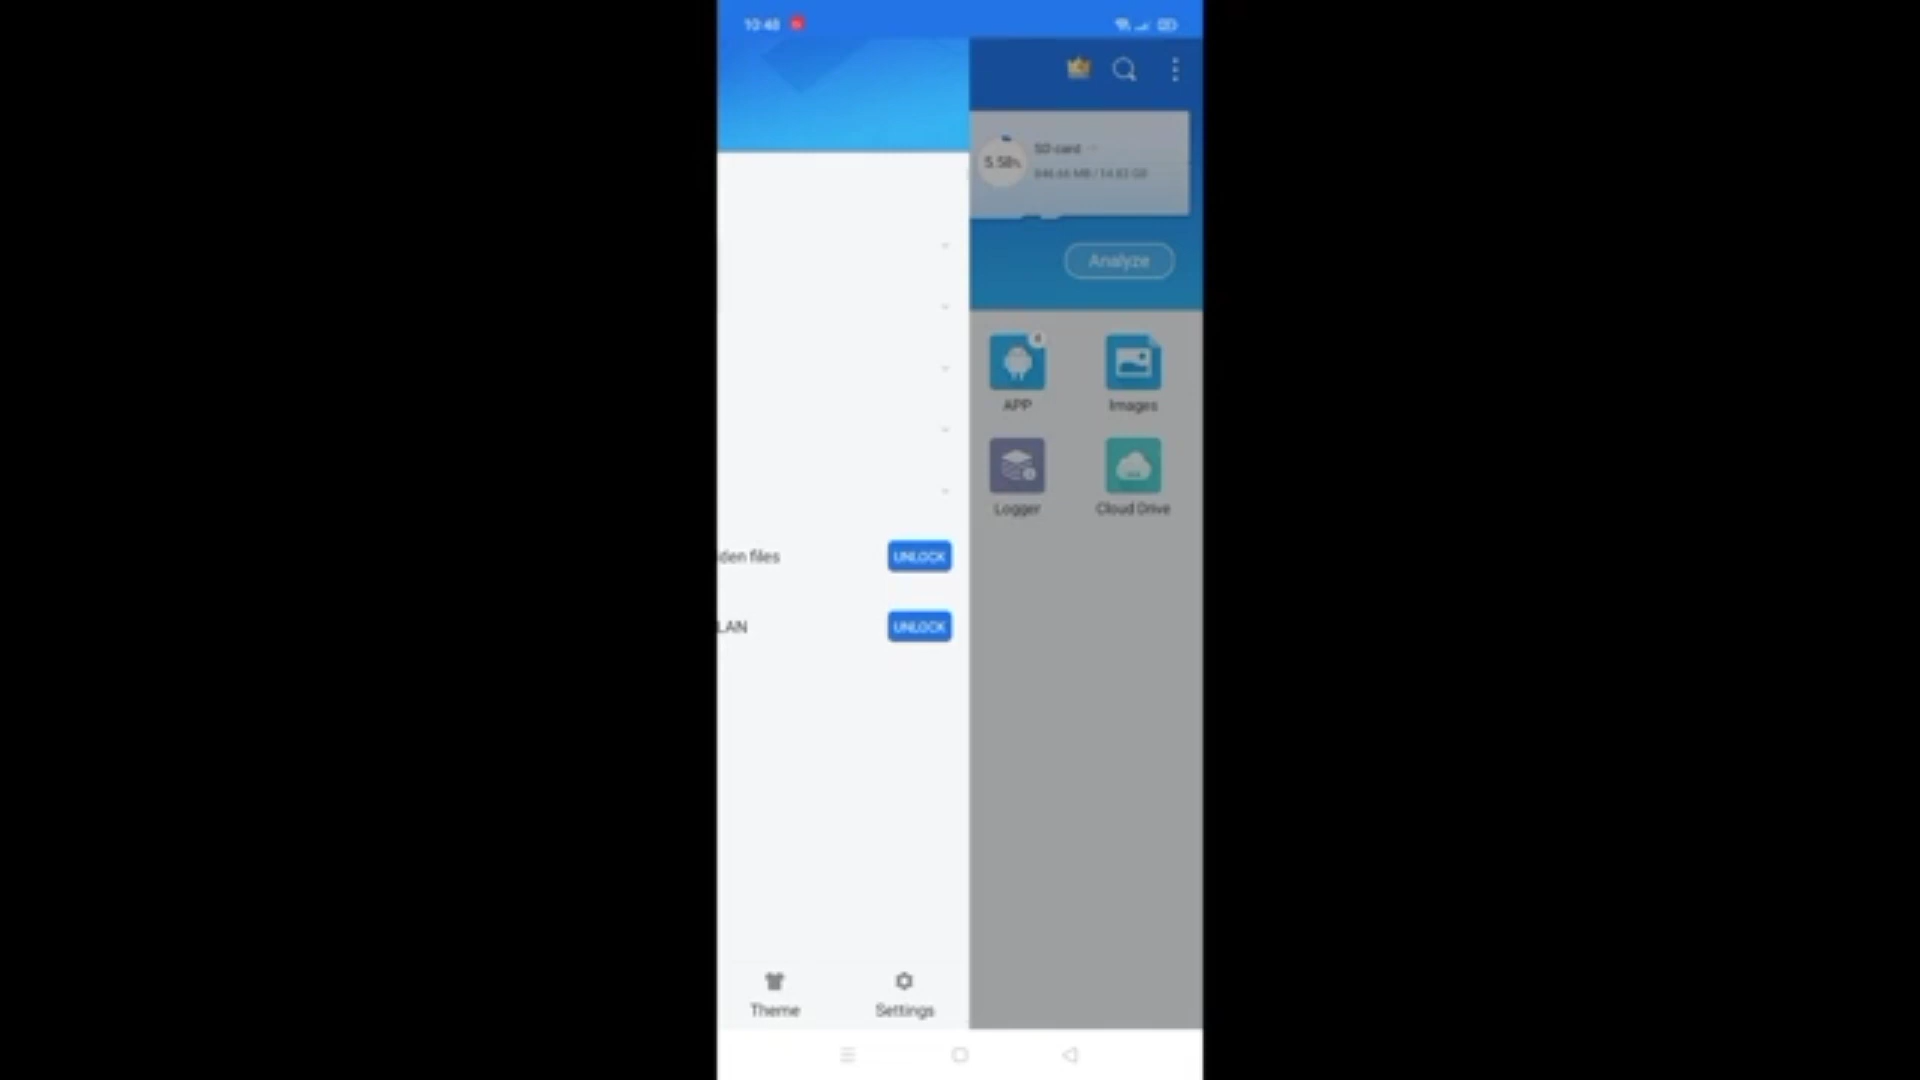 10:48
SD card
5.58%
846.66 MB / 14.83 GB
Analyze
APP
Images
Logger
Cloud Drive
den files
UNLOCK
LAN
UNLOCK
Theme
Settings